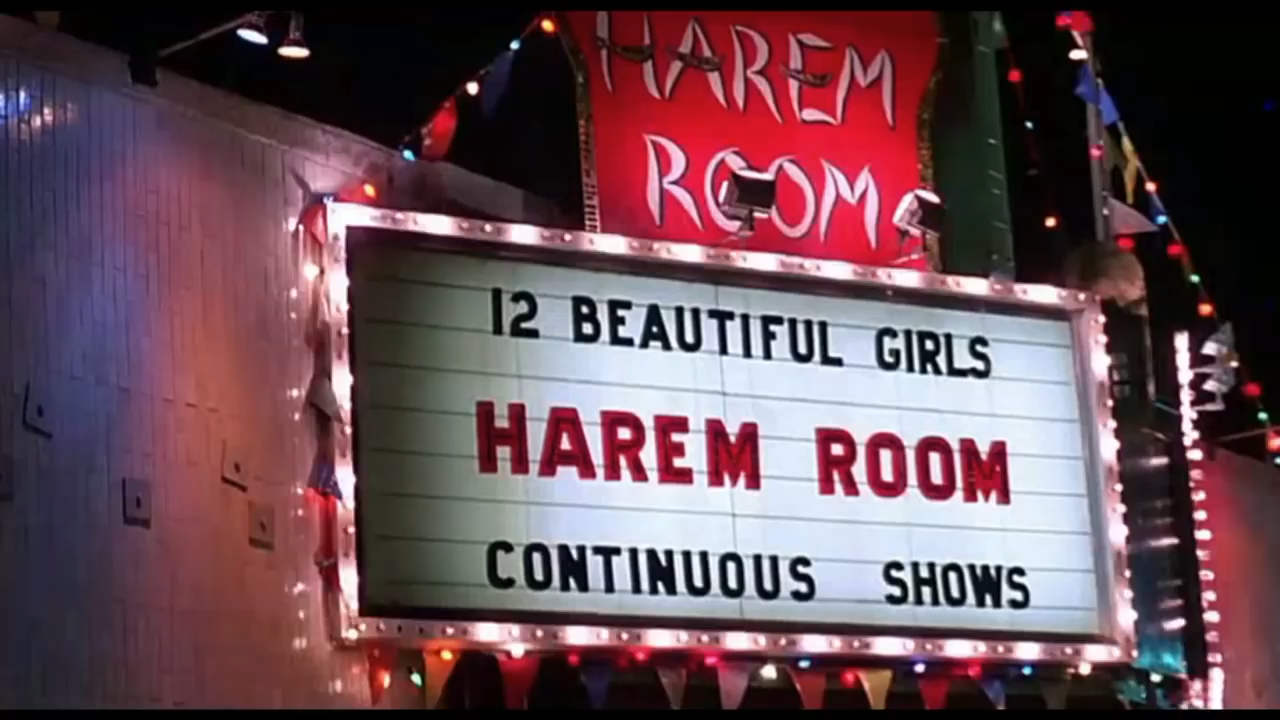 HAREM
ROOM
12 BEAUTIFUL GIRLS
HAREM ROOM
CONTINUOUS SHOWS